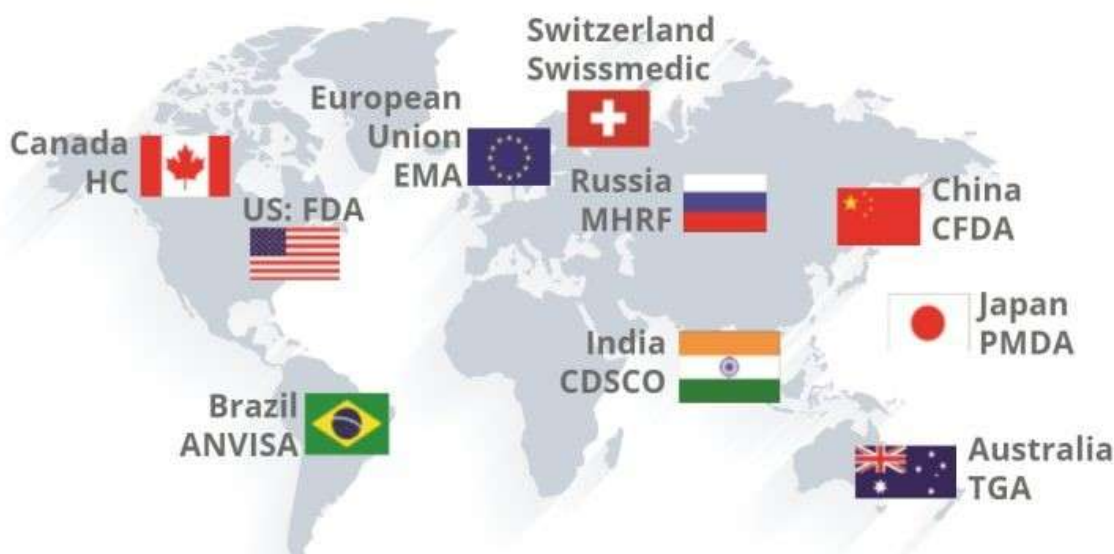 Switzerland
Swissmedic
European
Union
EMA
Canada
HC
US: FDA
Russia
MHRF
China
CFDA
Japan
PMDA
India
CDSCO
Brazil
ANVISA
Australia
TGA